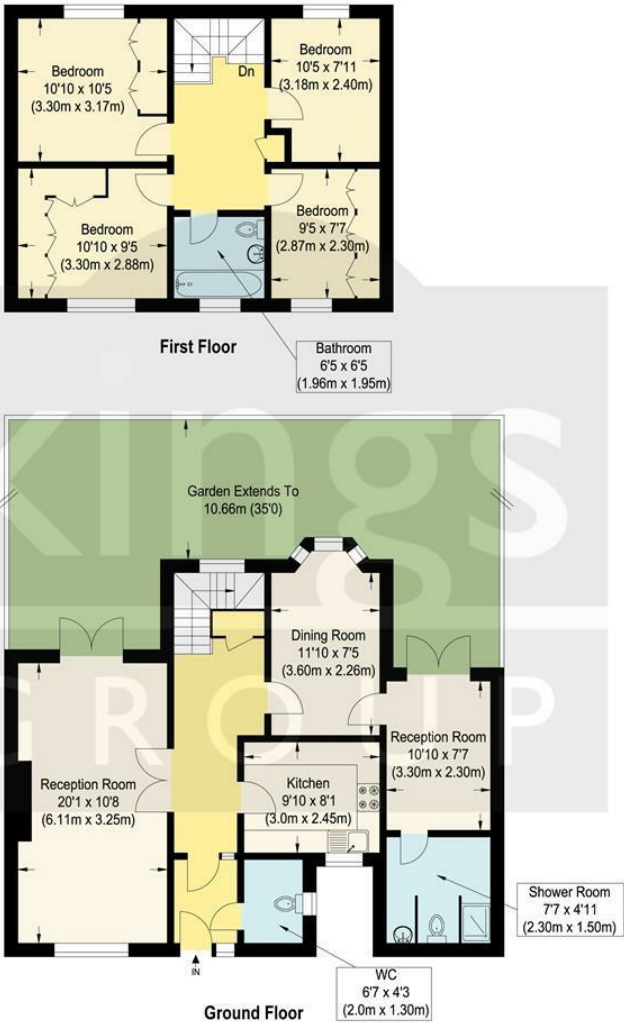 Bedroom
10'10 x 10'5
(3.30m x 3.17m)
Dn
Bedroom
10'5 x 7'11
(3.18m x 2.40m)
Bedroom
10'10 x 9'5
(3.30m x 2.88m)
Bedroom
9'5 x 7'7
(2.87m x 2.30m)
First Floor
Bathroom
6'5 x 6'5
(1.96m x 1.95m)
kings
GROUP
Garden Extends To
10.66m (35'0)
Dining Room
11'10 x 7'5
(3.60m x 2.26m)
Reception Room
10'10 x 7'7
(3.30m x 2.30m)
Reception Room
20'1 x 10'8
(6.11m x 3.25m)
Kitchen
9'10 x 8'1
(3.0m x 2.45m)
Shower Room
7'7 x 4'11
(2.30m x 1.50m)
IN
WC
6'7 x 4'3
(2.0m x 1.30m)
Ground Floor